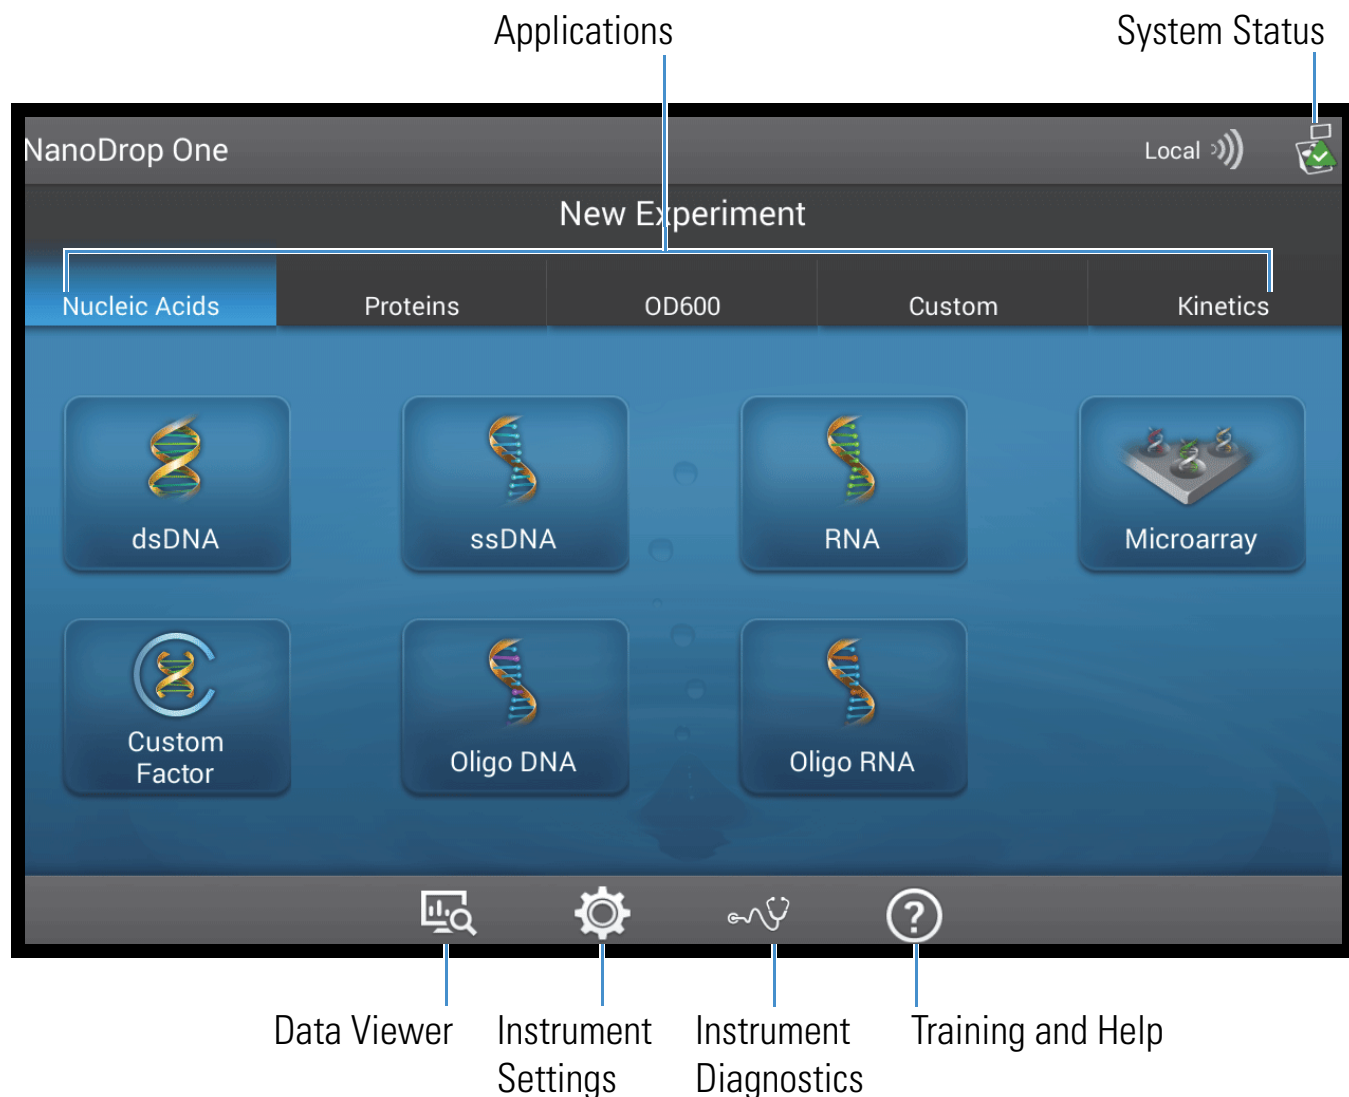 Applications
System Status
NanoDrop One
Local
New Experiment
Nucleic Acids
Proteins
OD600
Custom
Kinetics
dsDNA
ssDNA
RNA
Microarray
Custom
Factor
Oligo DNA
Oligo RNA
Data Viewer
Instrument
Settings
Instrument
Diagnostics
Training and Help